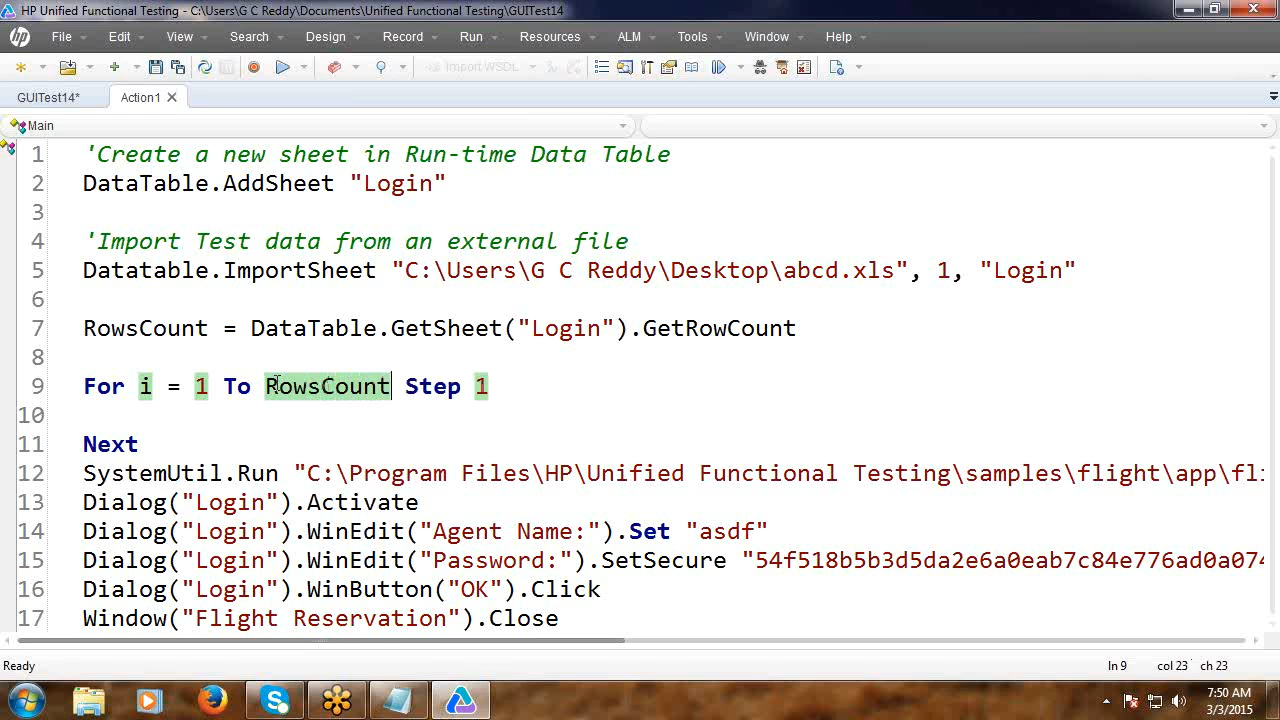 HP Unified Functional Testing - C:\Users\G C Reddy\Documents\Unified Functional Testing\GUITest14
hp File Edit View Search Design Record Run Resources ALM Tools Window Help
Import WSDL
GUITest14* Action1
Main
1 'Create a new sheet in Run-time Data Table
2 DataTable.AddSheet "Login"
3
4 'Import Test data from an external file
5 Datatable.ImportSheet "C:\Users\G C Reddy\Desktop\abcd.xls", 1, "Login"
6
7 RowsCount = DataTable.GetSheet("Login").GetRowCount
8
9 For i = 1 To RowsCount Step 1
10
11 Next
12 SystemUtil.Run "C:\Program Files\HP\Unified Functional Testing\samples\flight\app\fli
13 Dialog("Login").Activate
14 Dialog("Login").WinEdit("Agent Name:").Set "asdf"
15 Dialog("Login").WinEdit("Password:").SetSecure "54f518b5b3d5da2e6a0eab7c84e776ad0a074
16 Dialog("Login").WinButton("OK").Click
17 Window("Flight Reservation").Close
Ready ln 9 col 23 ch 23
7:50 AM
3/3/2015